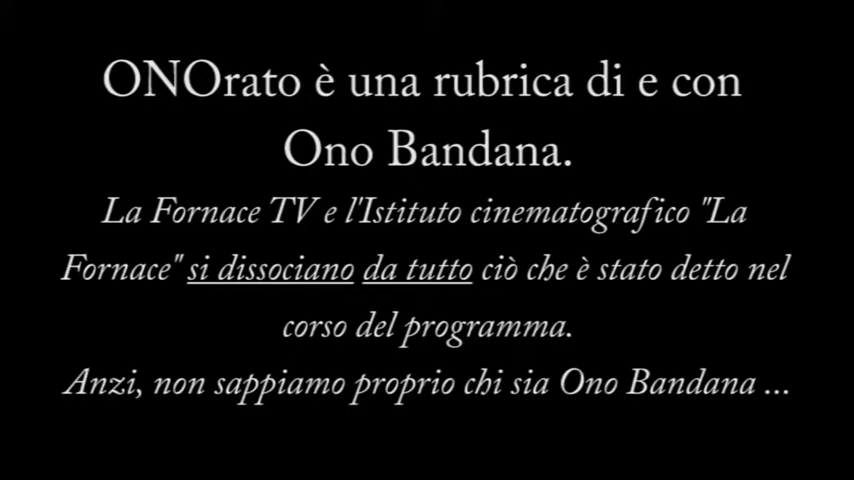 ONOrato è una rubrica di e con
Ono Bandana.
La Fornace TV e l'Istituto cinematografico "La
Fornace" si dissociano da tutto ciò che è stato detto nel
corso del programma.
Anzi, non sappiamo proprio chi sia Ono Bandana ...